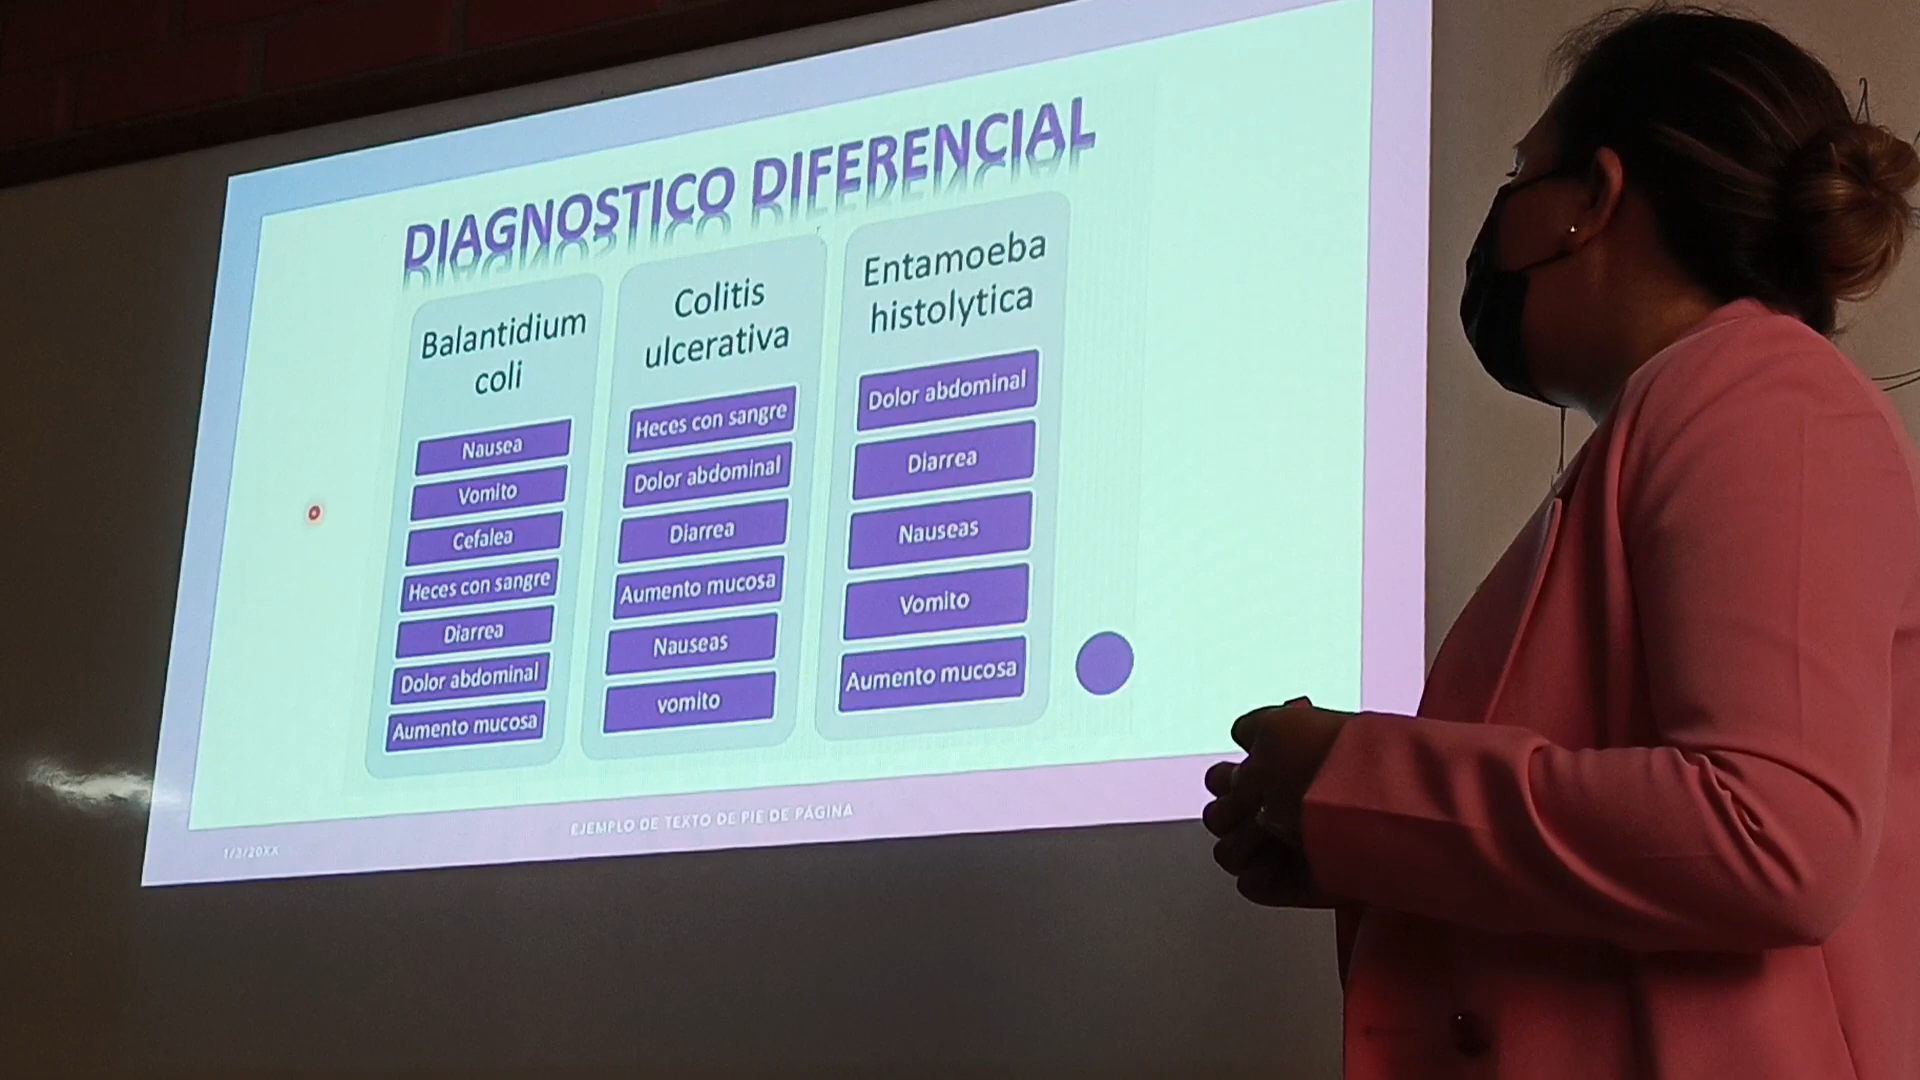 DIAGNOSTICO DIFERENCIAL
Balantidium
coli
Nausea
Vomito
Cefalea
Heces con sangre
Diarrea
Dolor abdominal
Aumento mucosa
Colitis
ulcerativa
Heces con sangre
Dolor abdominal
Diarrea
Aumento mucosa
Nauseas
vomito
Entamoeba
histolytica
Dolor abdominal
Diarrea
Nauseas
Vomito
Aumento mucosa
1/3/20XX
EJEMPLO DE TEXTO DE PIE DE PÁGINA